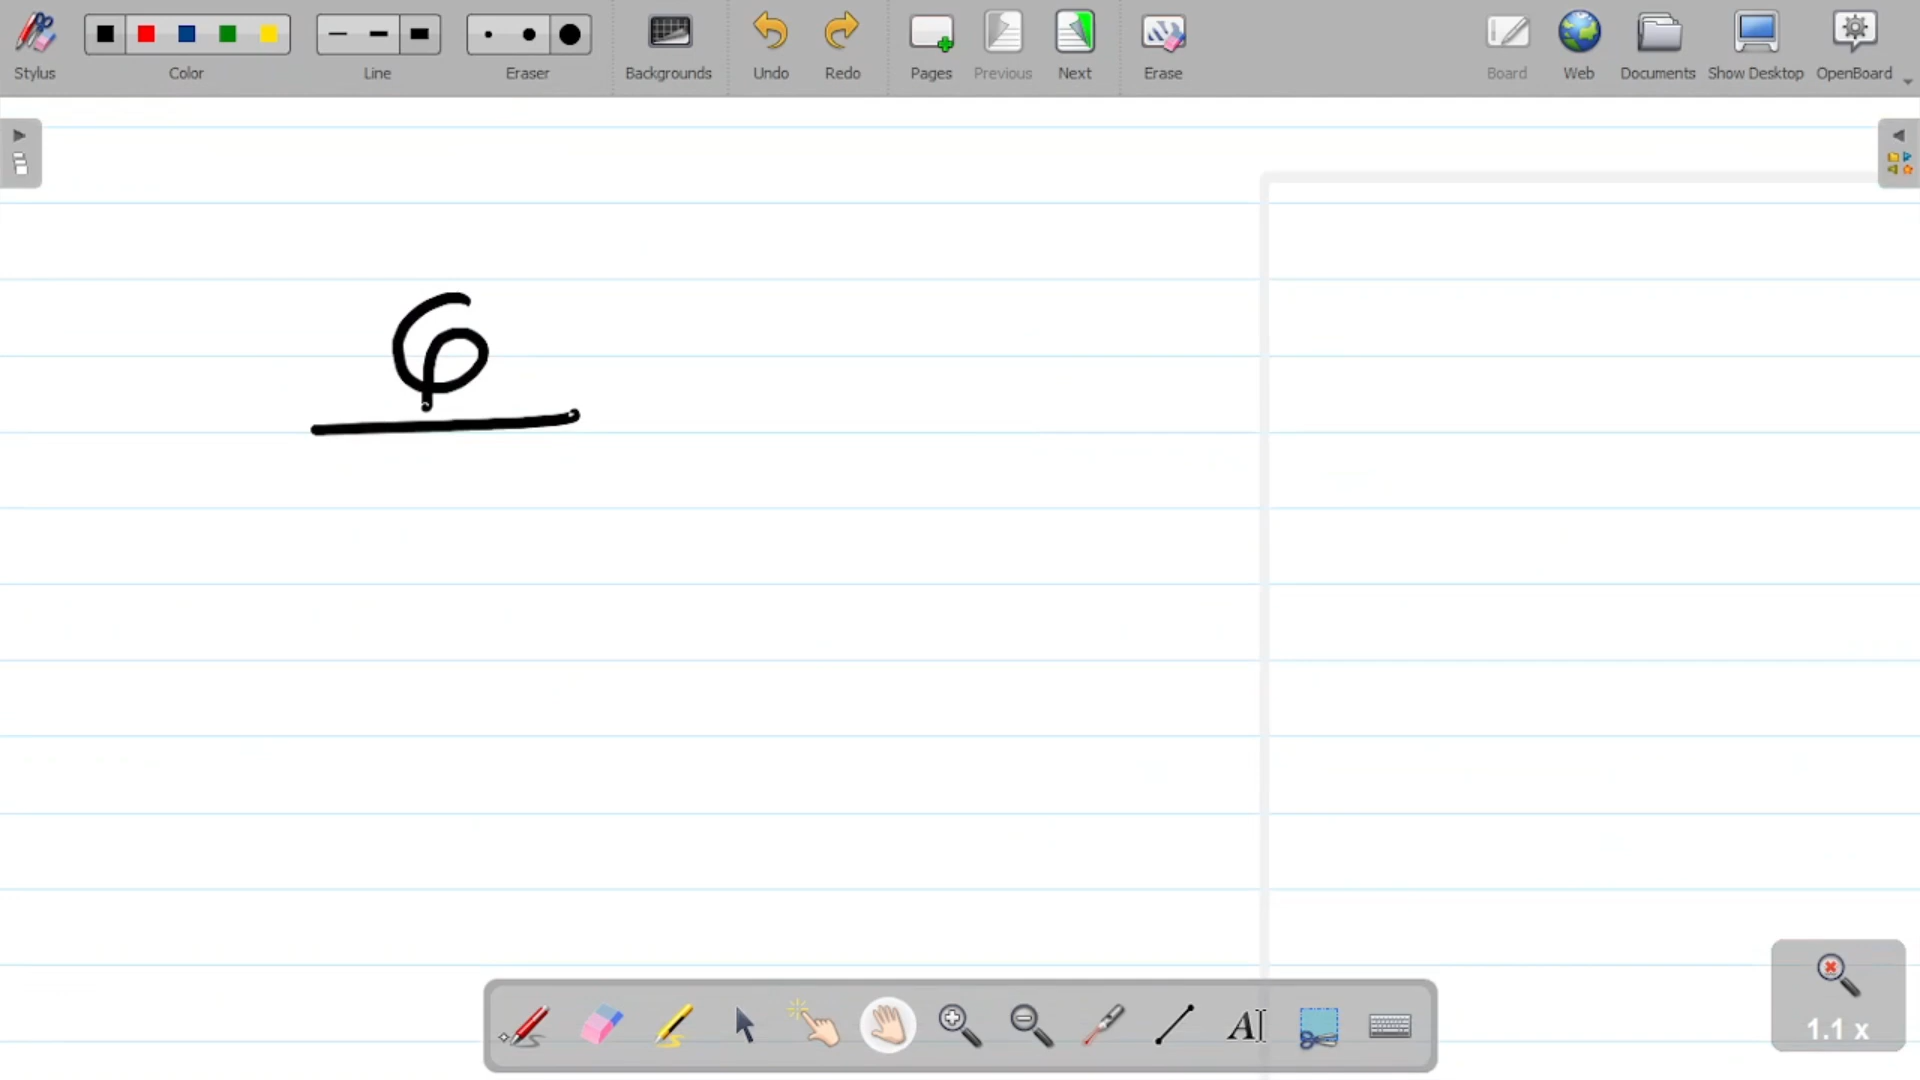 Stylus Color Line Eraser Backgrounds Undo Redo Pages Previous Next Erase Board Web Documents Show Desktop OpenBoard
6
1.1 x